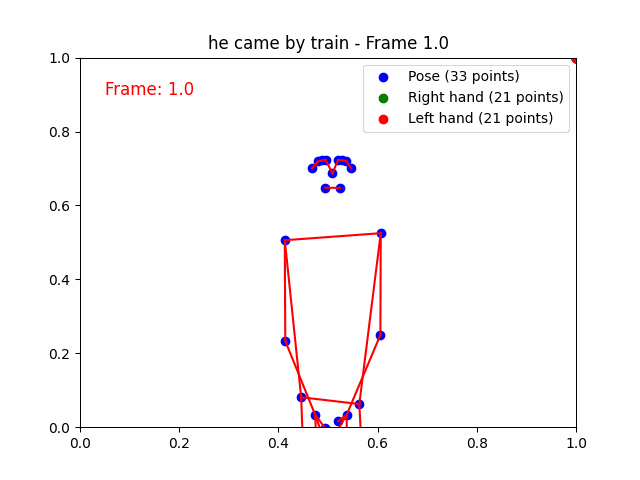 he came by train - Frame 1.0
Frame: 1.0
Pose (33 points)
Right hand (21 points)
Left hand (21 points)
1.0
0.8
0.6
0.4
0.2
0.0
0.0 0.2 0.4 0.6 0.8 1.0